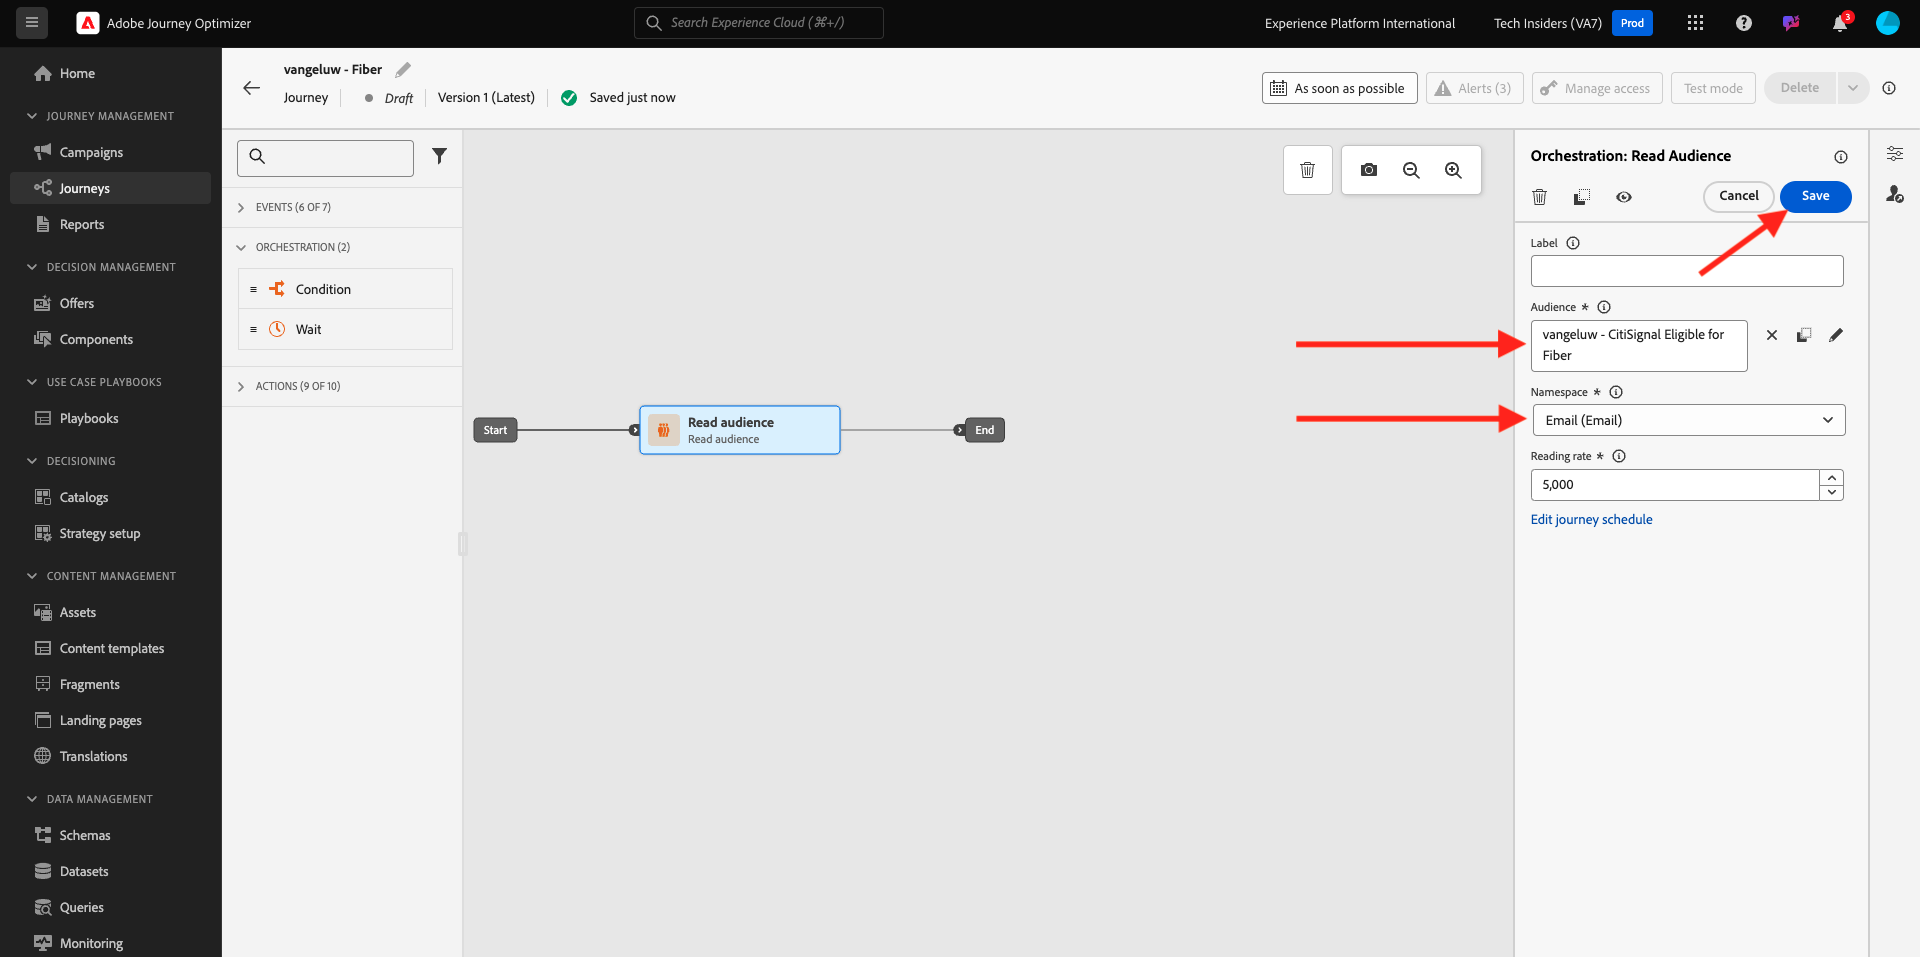 Adobe Journey Optimizer
Search Experience Cloud (⌘+/)
Experience Platform International
Tech Insiders (VA7)
Prod
3
Home
JOURNEY MANAGEMENT
Campaigns
Journeys
Reports
DECISION MANAGEMENT
Offers
Components
USE CASE PLAYBOOKS
Playbooks
DECISIONING
Catalogs
Strategy setup
CONTENT MANAGEMENT
Assets
Content templates
Fragments
Landing pages
Translations
DATA MANAGEMENT
Schemas
Datasets
Queries
Monitoring
vangeluw - Fiber
Journey
Draft
Version 1 (Latest)
Saved just now
As soon as possible
Alerts (3)
Manage access
Test mode
Delete
EVENTS (6 OF 7)
ORCHESTRATION (2)
Condition
Wait
ACTIONS (9 OF 10)
Start
Read audience
Read audience
End
Orchestration: Read Audience
Cancel
Save
Label
Audience *
vangeluw - CitiSignal Eligible for
Fiber
Namespace *
Email (Email)
Reading rate *
5,000
Edit journey schedule